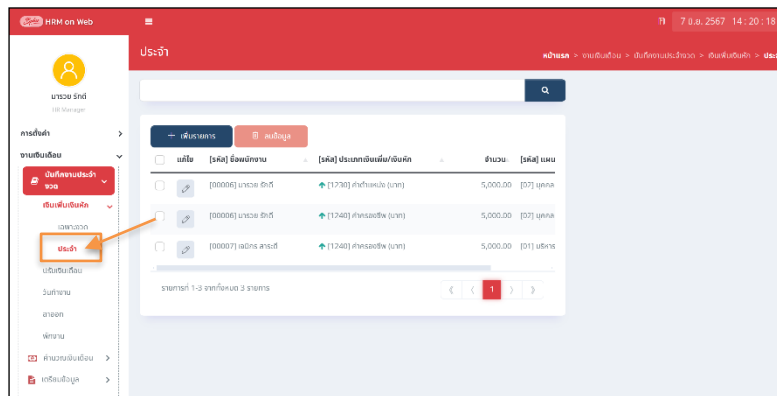 HRM on Web
7 มิ.ย. 2567 14 : 20 : 18
ประจำ
หน้าแรก > งานเงินเดือน > บันทึกงานประจำงวด > เงินเพิ่มเงินหัก >
มารวย รักดี
HR Manager
การตั้งค่า
งานเงินเดือน
บันทึกงานประจำ
งวด
เงินเพิ่มเงินหัก
เฉพาะงวด
ประจำ
ปรับเงินเดือน
วันทำงาน
ลาออก
พักงาน
คำนวณเงินเดือน
เตรียมข้อมูล
+ เพิ่มรายการ ลบข้อมูล
แก้ไข [รหัส] ชื่อพนักงาน [รหัส] ประเภทเงินเพิ่ม/เงินหัก จำนวน [รหัส] แผน
[00006] มารวย รักดี [1230] ค่าตำแหน่ง (บาท) 5,000.00 [02] บุคคล
[00006] มารวย รักดี [1240] ค่าครองชีพ (บาท) 5,000.00 [02] บุคคล
[00007] เฌมิกร สาระดี [1240] ค่าครองชีพ (บาท) 5,000.00 [01] บริหาร
รายการที่ 1-3 จากทั้งหมด 3 รายการ
1